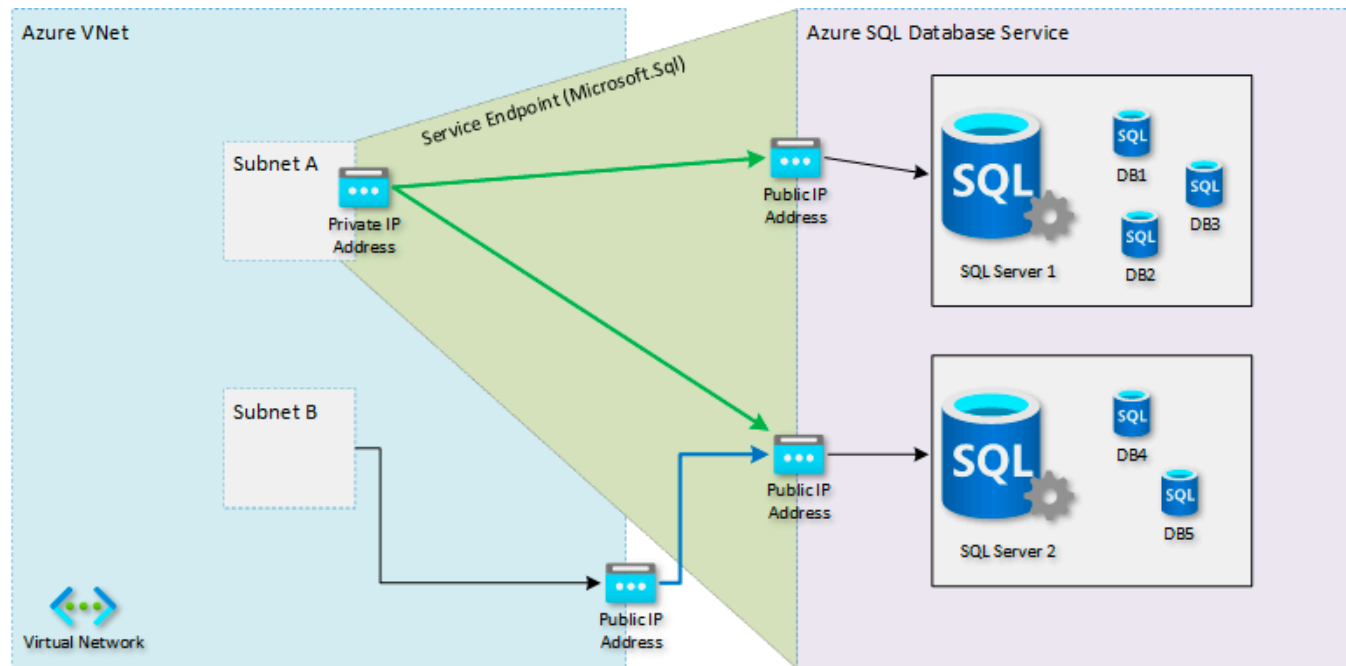 Azure VNet
Azure SQL Database Service
Service Endpoint (Microsoft.Sql)
Subnet A
Private IP
Address
Public IP
Address
SQL
SQL Server 1
SQL
DB1
SQL
DB3
SQL
DB2
Subnet B
Public IP
Address
SQL
SQL Server 2
SQL
DB4
SQL
DB5
Public IP
Address
Virtual Network